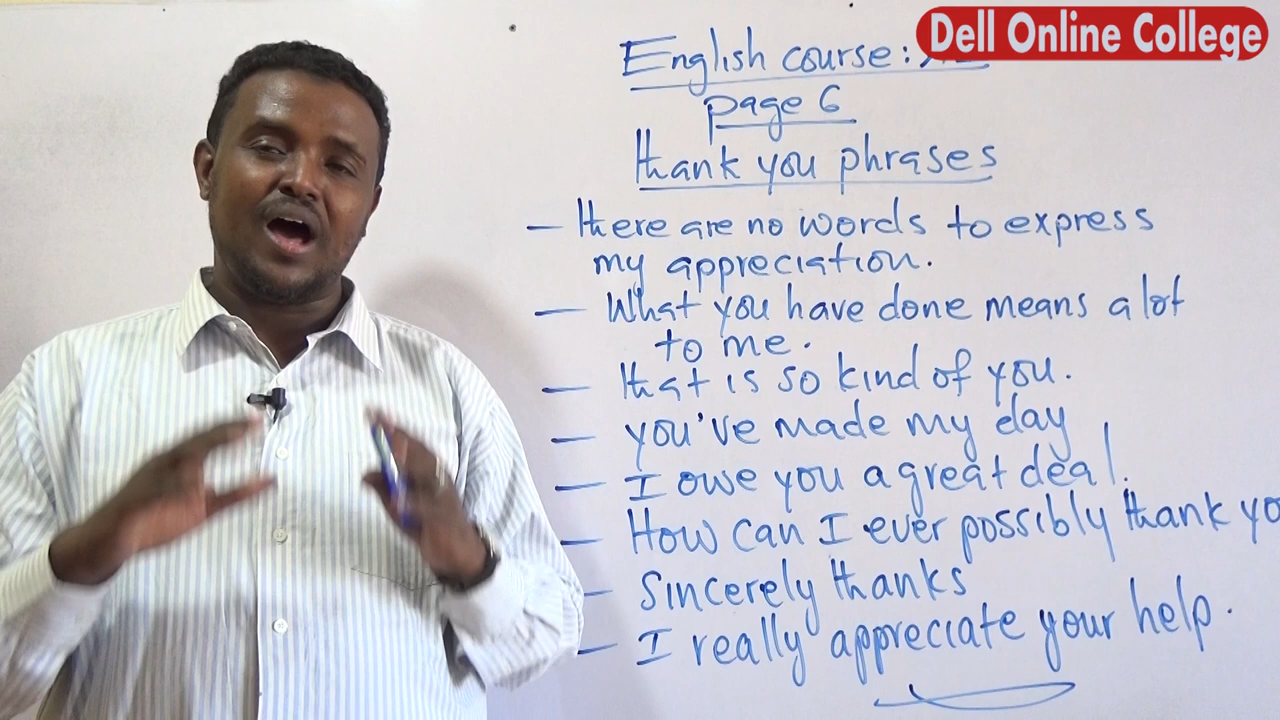 Dell Online College
English course:
page 6
thank you phrases
- there are no words to express
my appreciation.
- What you have done means a lot
to me.
- that is so kind of you.
- you've made my day
- I owe you a great deal.
- How can I ever possibly thank yo
- Sincerely thanks
- I really appreciate your help.